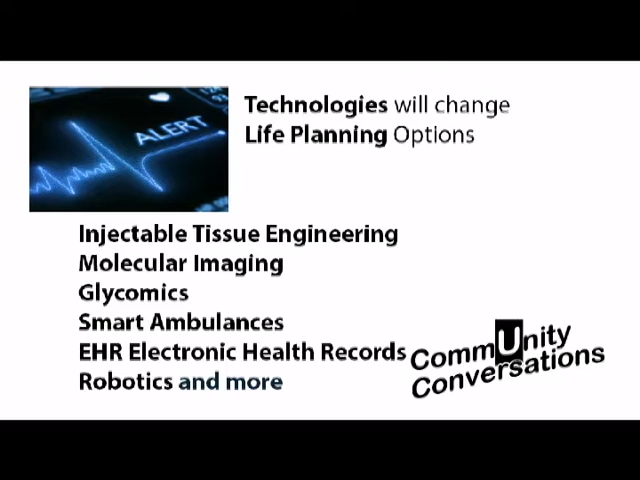 ALERT
Technologies will change
Life Planning Options
Injectable Tissue Engineering
Molecular Imaging
Glycomics
Smart Ambulances
EHR Electronic Health Records
Robotics and more
CommUnity
Conversations